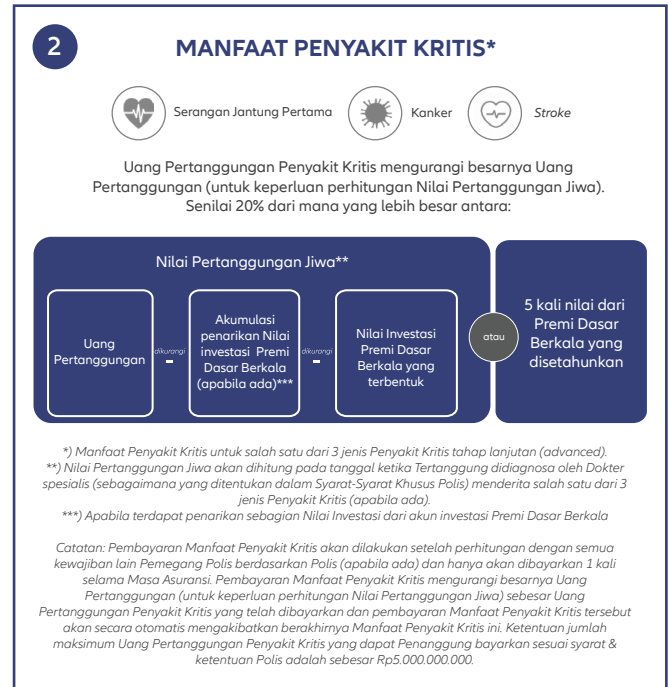 2
MANFAAT PENYAKIT KRITIS*
Serangan Jantung Pertama
Kanker
Stroke
Uang Pertanggungan Penyakit Kritis mengurangi besarnya Uang
Pertanggungan (untuk keperluan perhitungan Nilai Pertanggungan Jiwa).
Senilai 20% dari mana yang lebih besar antara:
Nilai Pertanggungan Jiwa**
Uang
Pertanggungan
dikurangi
-
Akumulasi
penarikan Nilai
investasi Premi
Dasar Berkala
(apabila ada)***
dikurangi
-
Nilai Investasi
Premi Dasar
Berkala yang
terbentuk
atau
5 kali nilai dari
Premi Dasar
Berkala yang
disetahunkan
*) Manfaat Penyakit Kritis untuk salah satu dari 3 jenis Penyakit Kritis tahap lanjutan (advanced).
**) Nilai Pertanggungan Jiwa akan dihitung pada tanggal ketika Tertanggung didiagnosa oleh Dokter
spesialis (sebagaimana yang ditentukan dalam Syarat-Syarat Khusus Polis) menderita salah satu dari 3
jenis Penyakit Kritis (apabila ada).
***) Apabila terdapat penarikan sebagian Nilai Investasi dari akun investasi Premi Dasar Berkala
Catatan: Pembayaran Manfaat Penyakit Kritis akan dilakukan setelah perhitungan dengan semua
kewajiban lain Pemegang Polis berdasarkan Polis (apabila ada) dan hanya akan dibayarkan 1 kali
selama Masa Asuransi. Pembayaran Manfaat Penyakit Kritis mengurangi besarnya Uang
Pertanggungan (untuk keperluan perhitungan Nilai Pertanggungan Jiwa) sebesar Uang
Pertanggungan Penyakit Kritis yang telah dibayarkan dan pembayaran Manfaat Penyakit Kritis tersebut
akan secara otomatis mengakibatkan berakhirnya Manfaat Penyakit Kritis ini. Ketentuan jumlah
maksimum Uang Pertanggungan Penyakit Kritis yang dapat Penanggung bayarkan sesuai syarat &
ketentuan Polis adalah sebesar Rp5.000.000.000.